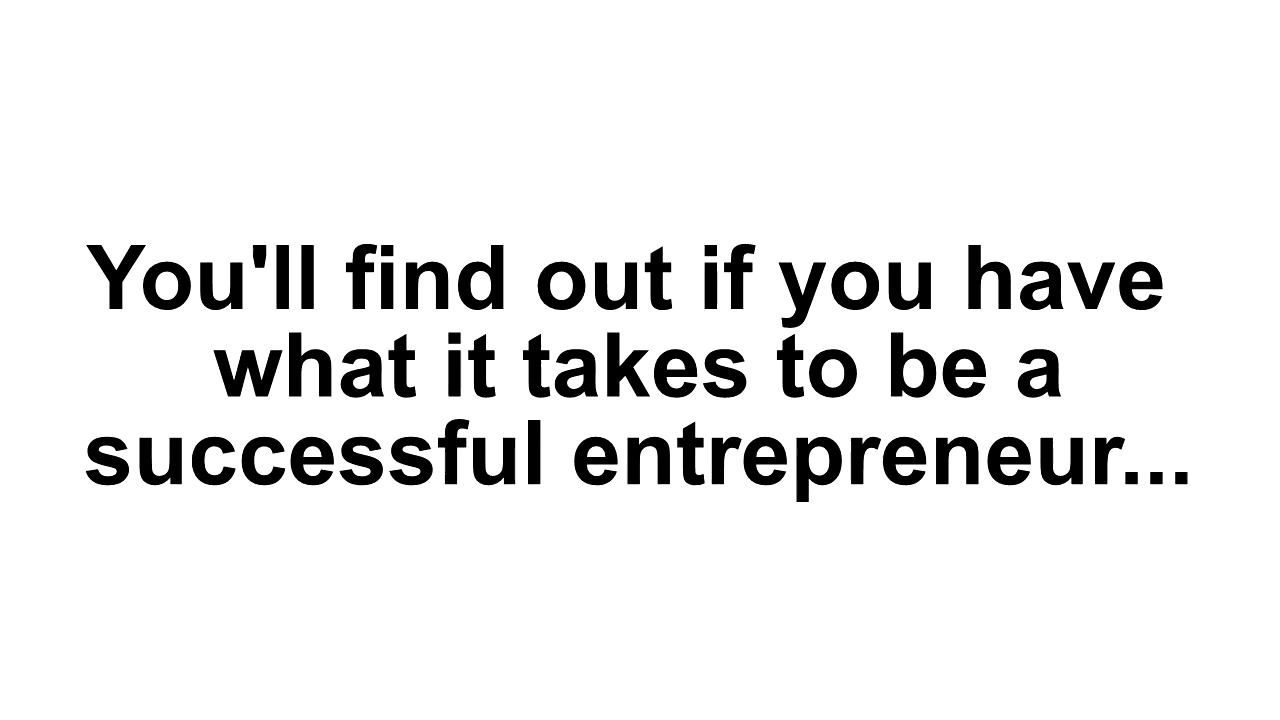 You'll find out if you have
what it takes to be a
successful entrepreneur...